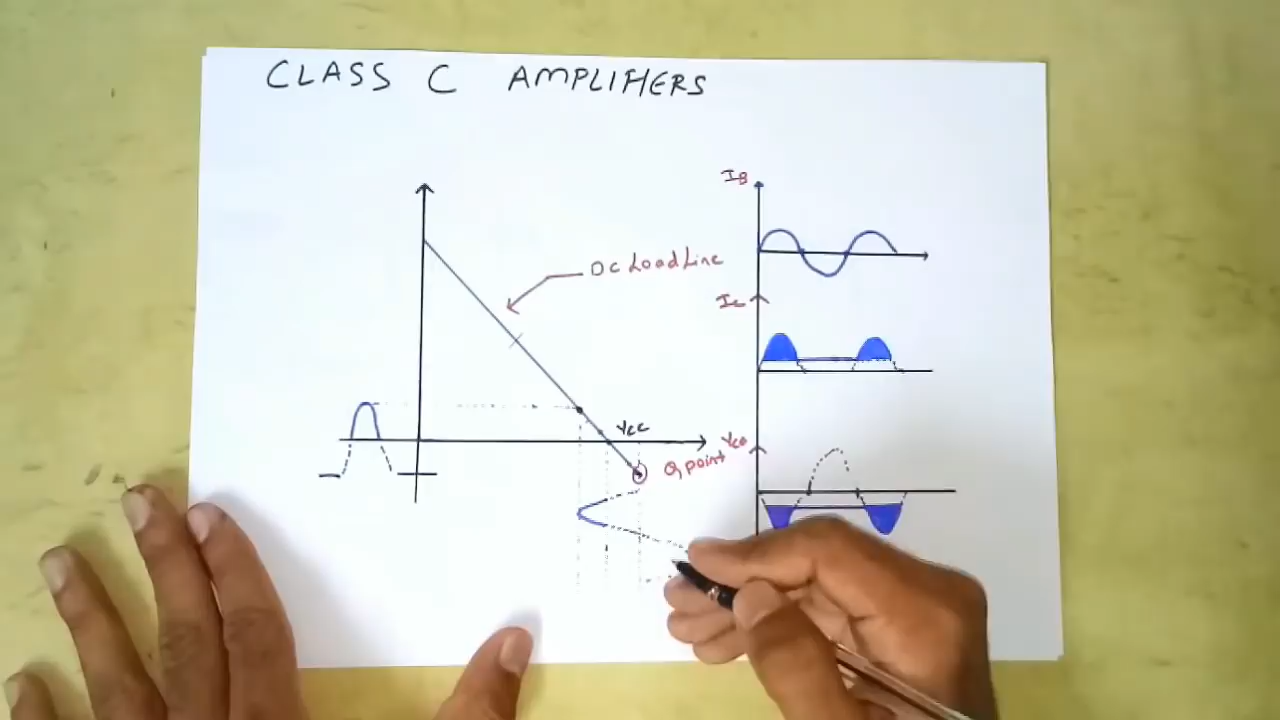 CLASS C AMPLIFIERS
IB
DC Load Line
IC
VCC
Q point
VCE